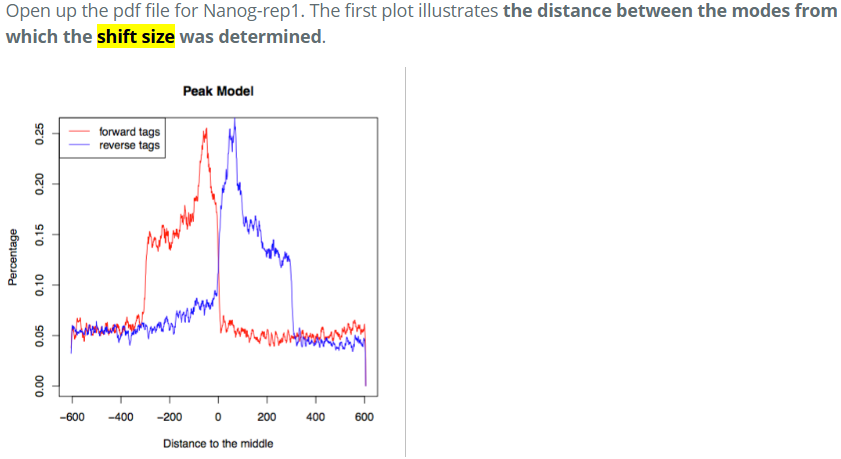 Open up the pdf file for Nanog-rep1. The first plot illustrates the distance between the modes from
which the shift size was determined.
Peak Model
forward tags
reverse tags
Percentage
0.25
0.20
0.15
0.10
0.05
0.00
-600 -400 -200 0 200 400 600
Distance to the middle